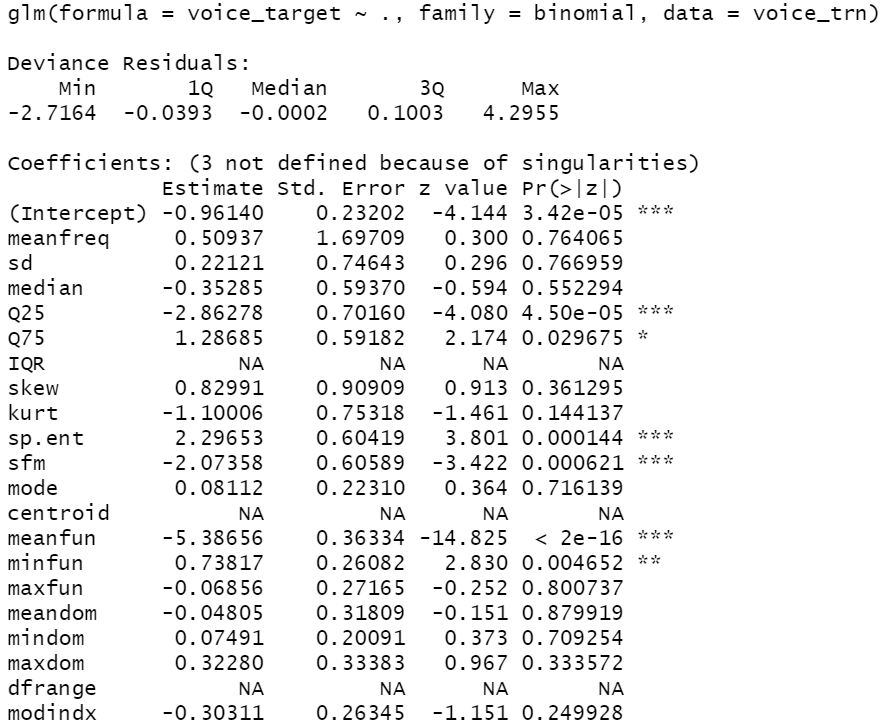 glm(formula = voice_target ~ ., family = binomial, data = voice_trn)

Deviance Residuals:
    Min       1Q   Median       3Q      Max
-2.7164  -0.0393  -0.0002   0.1003   4.2955

Coefficients: (3 not defined because of singularities)
            Estimate Std. Error z value Pr(>|z|)
(Intercept) -0.96140    0.23202  -4.144 3.42e-05 ***
meanfreq     0.50937    1.69709   0.300 0.764065
sd           0.22121    0.74643   0.296 0.766959
median      -0.35285    0.59370  -0.594 0.552294
Q25         -2.86278    0.70160  -4.080 4.50e-05 ***
Q75          1.28685    0.59182   2.174 0.029675 *
IQR               NA         NA      NA       NA
skew         0.82991    0.90909   0.913 0.361295
kurt        -1.10006    0.75318  -1.461 0.144137
sp.ent       2.29653    0.60419   3.801 0.000144 ***
sfm         -2.07358    0.60589  -3.422 0.000621 ***
mode         0.08112    0.22310   0.364 0.716139
centroid          NA         NA      NA       NA
meanfun     -5.38656    0.36334 -14.825  < 2e-16 ***
minfun       0.73817    0.26082   2.830 0.004652 **
maxfun      -0.06856    0.27165  -0.252 0.800737
meandom     -0.04805    0.31809  -0.151 0.879919
mindom       0.07491    0.20091   0.373 0.709254
maxdom       0.32280    0.33383   0.967 0.333572
dfrange           NA         NA      NA       NA
modindx     -0.30311    0.26345  -1.151 0.249928